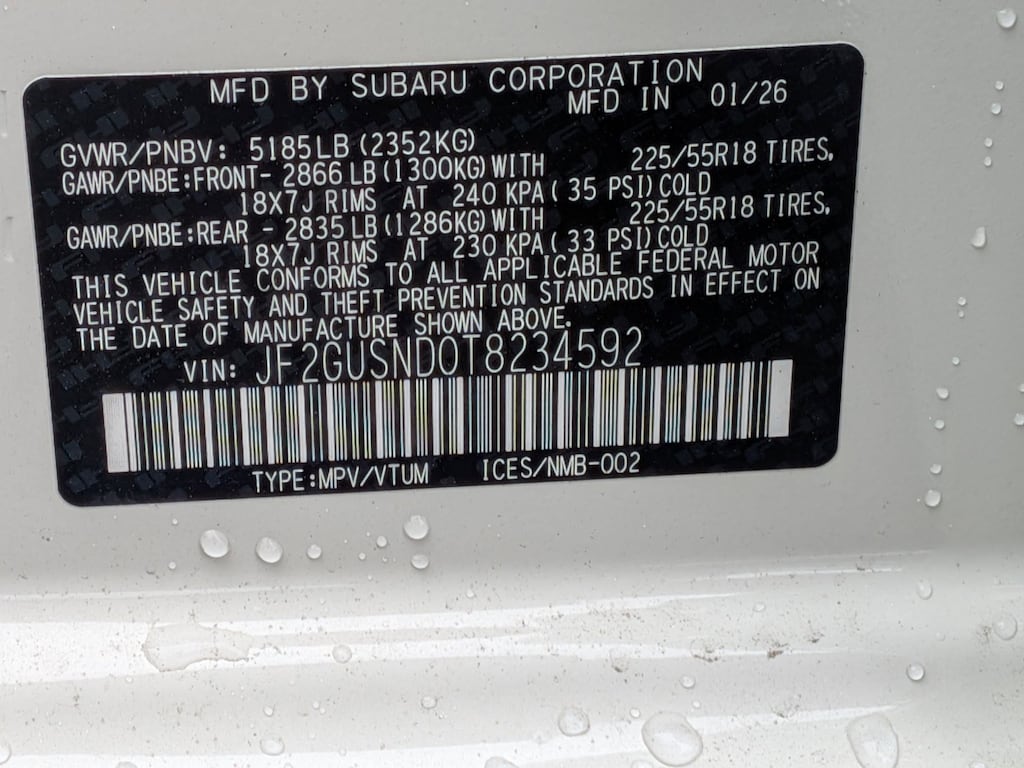 MFD BY SUBARU CORPORATION
MFD IN 01/26
GVWR/PNBV: 5185LB (2352KG)
GAWR/PNBE:FRONT- 2866 LB (1300KG) WITH 225/55R18 TIRES,
18X7J RIMS AT 240 KPA( 35 PSI) COLD
GAWR/PNBE:REAR - 2835 LB (1286KG) WITH 225/55R18 TIRES,
18X7J RIMS AT 230 KPA( 33 PSI) COLD
THIS VEHICLE CONFORMS TO ALL APPLICABLE FEDERAL MOTOR
VEHICLE SAFETY AND THEFT PREVENTION STANDARDS IN EFFECT ON
THE DATE OF MANUFACTURE SHOWN ABOVE.
VIN: JF2GUSND0T8234592
TYPE:MPV/VTUM ICES/NMB-002